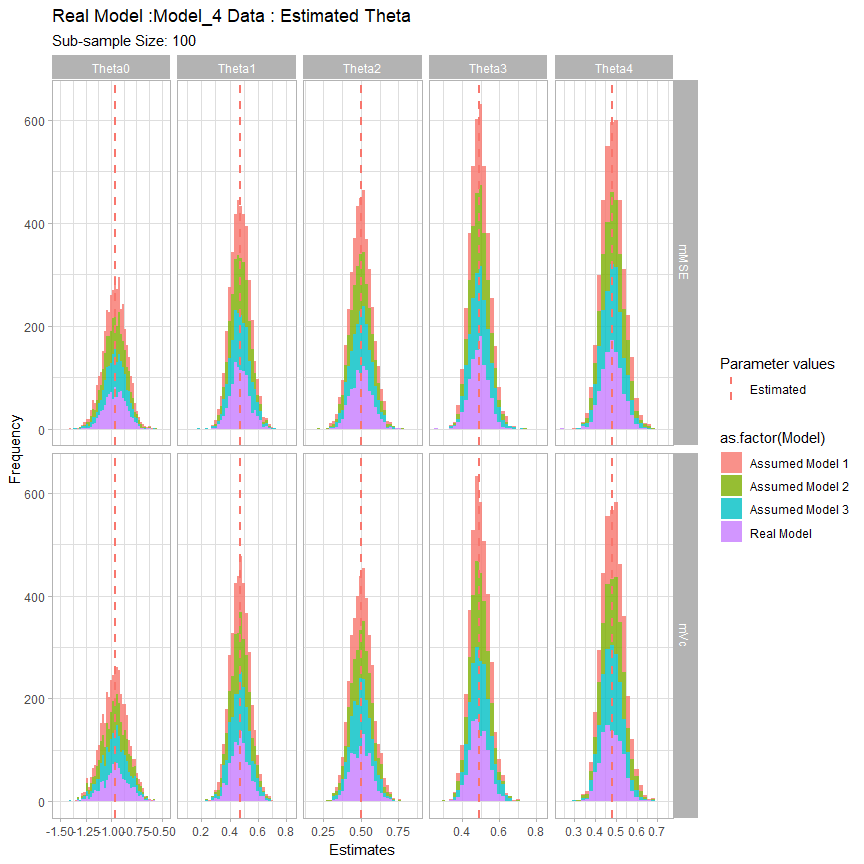 Real Model :Model_4 Data : Estimated Theta
Sub-sample Size: 100
Theta0 Theta1 Theta2 Theta3 Theta4
600
400
200
0
mMSE
600
400
200
0
mVc
Frequency
-1.50 -1.25 -1.00 -0.75 -0.50 0.2 0.4 0.6 0.8 0.25 0.50 0.75 0.4 0.6 0.8 0.3 0.4 0.5 0.6 0.7
Estimates
Parameter values
Estimated
as.factor(Model)
Assumed Model 1
Assumed Model 2
Assumed Model 3
Real Model